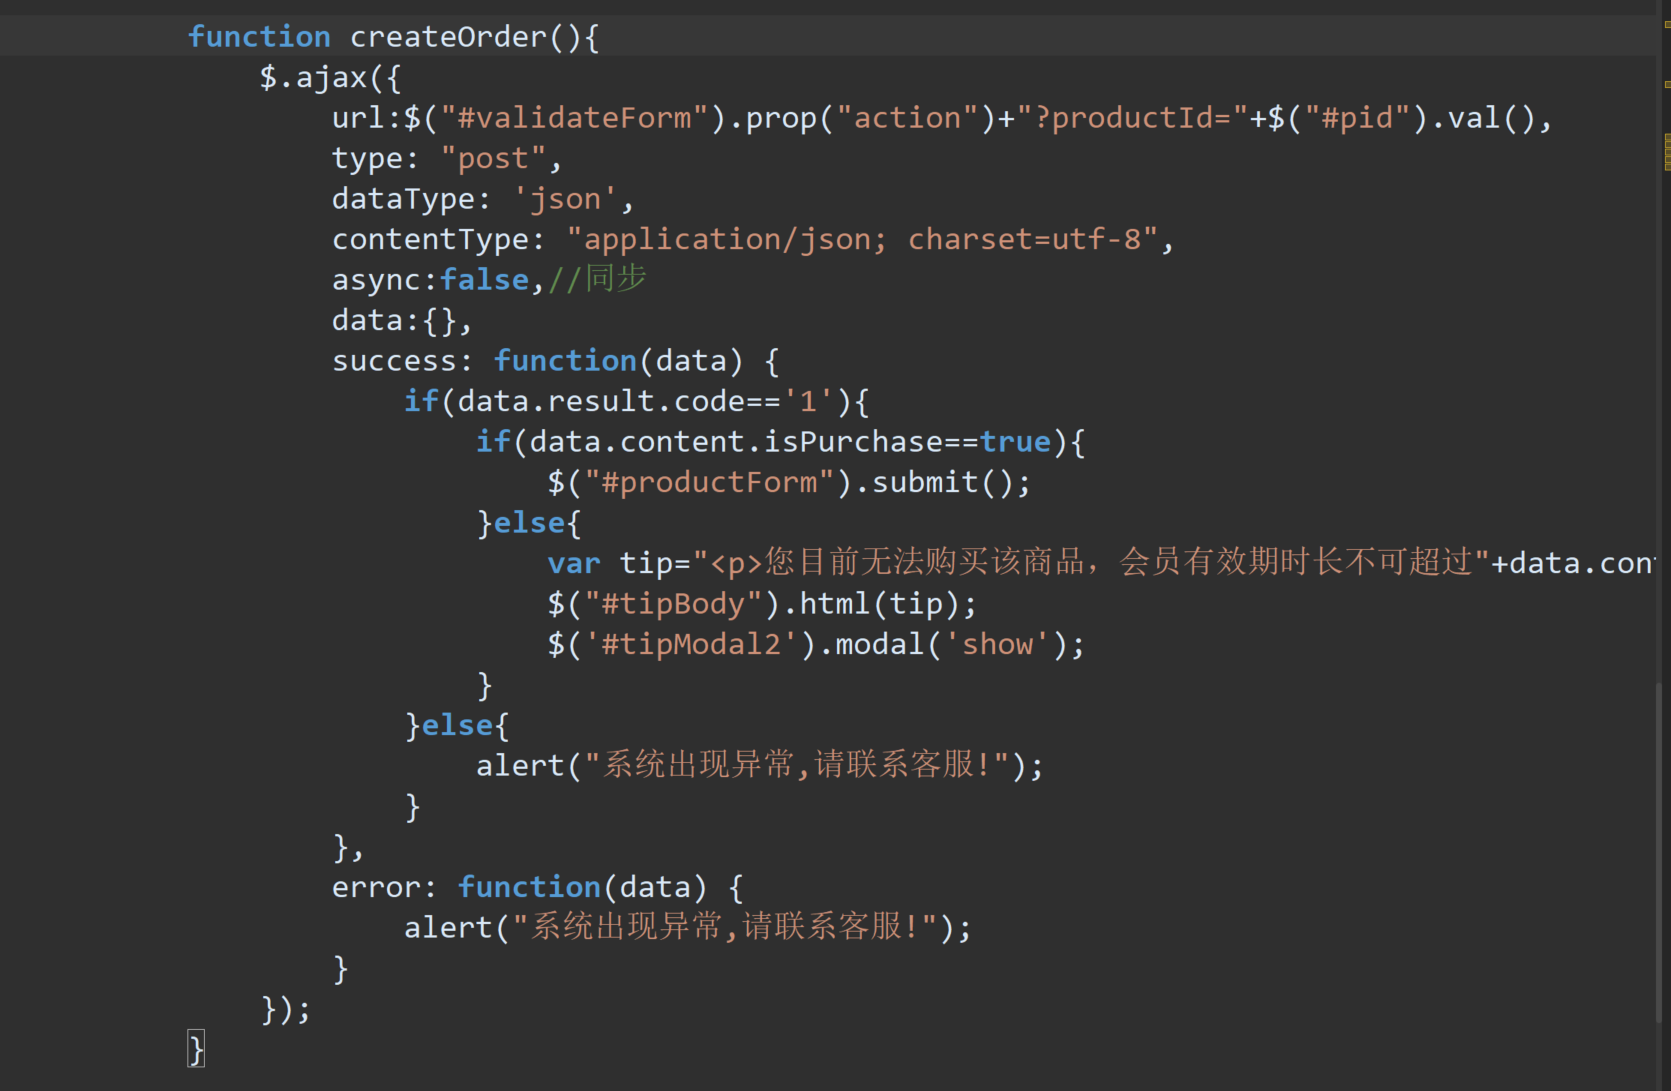 function createOrder(){
$.ajax({
url:$("#validateForm").prop("action")+"?productId="+$("#pid").val(),
type: "post",
dataType: 'json',
contentType: "application/json; charset=utf-8",
async:false,//同步
data:{},
success: function(data) {
if(data.result.code=='1'){
if(data.content.isPurchase==true){
$("#productForm").submit();
}else{
var tip="<p>您目前无法购买该商品，会员有效期时长不可超过"+data.con
$("#tipBody").html(tip);
$('#tipModal2').modal('show');
}
}else{
alert("系统出现异常,请联系客服!");
}
},
error: function(data) {
alert("系统出现异常,请联系客服!");
}
});
}